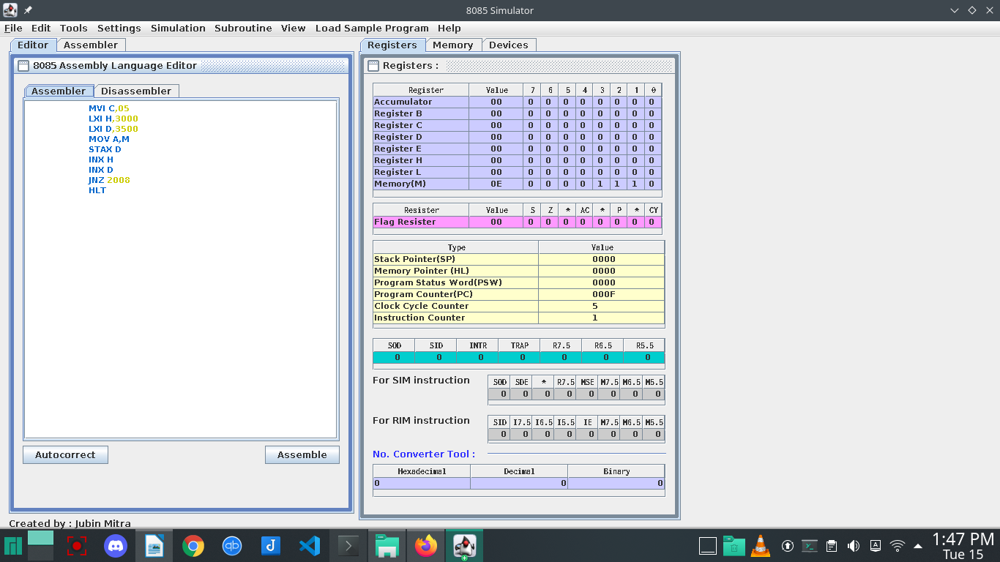 8085 Simulator
File Edit Tools Settings Simulation Subroutine View Load Sample Program Help
Editor Assembler
8085 Assembly Language Editor
Assembler Disassembler
MVI C,05
LXI H,3000
LXI D,3500
MOV A,M
STAX D
INX H
INX D
JNZ 2008
HLT
Autocorrect Assemble
Created by : Jubin Mitra
Registers Memory Devices
Registers :
Register Value 7 6 5 4 3 2 1 0
Accumulator 00 0 0 0 0 0 0 0 0
Register B 00 0 0 0 0 0 0 0 0
Register C 00 0 0 0 0 0 0 0 0
Register D 00 0 0 0 0 0 0 0 0
Register E 00 0 0 0 0 0 0 0 0
Register H 00 0 0 0 0 0 0 0 0
Register L 00 0 0 0 0 0 0 0 0
Memory(M) 0E 0 0 0 0 1 1 1 0
Resister Value S Z * AC * P * CY
Flag Resister 00 0 0 0 0 0 0 0 0
Type Value
Stack Pointer(SP) 0000
Memory Pointer (HL) 0000
Program Status Word(PSW) 0000
Program Counter(PC) 000F
Clock Cycle Counter 5
Instruction Counter 1
SOD SID INTR TRAP R7.5 R6.5 R5.5
0 0 0 0 0 0 0
For SIM instruction
SOD SDE * R7.5 MSE M7.5 M6.5 M5.5
0 0 0 0 0 0 0 0
For RIM instruction
SID I7.5 I6.5 I5.5 IE M7.5 M6.5 M5.5
0 0 0 0 0 0 0 0
No. Converter Tool :
Hexadecimal Decimal Binary
0 0 0
1:47 PM
Tue 15